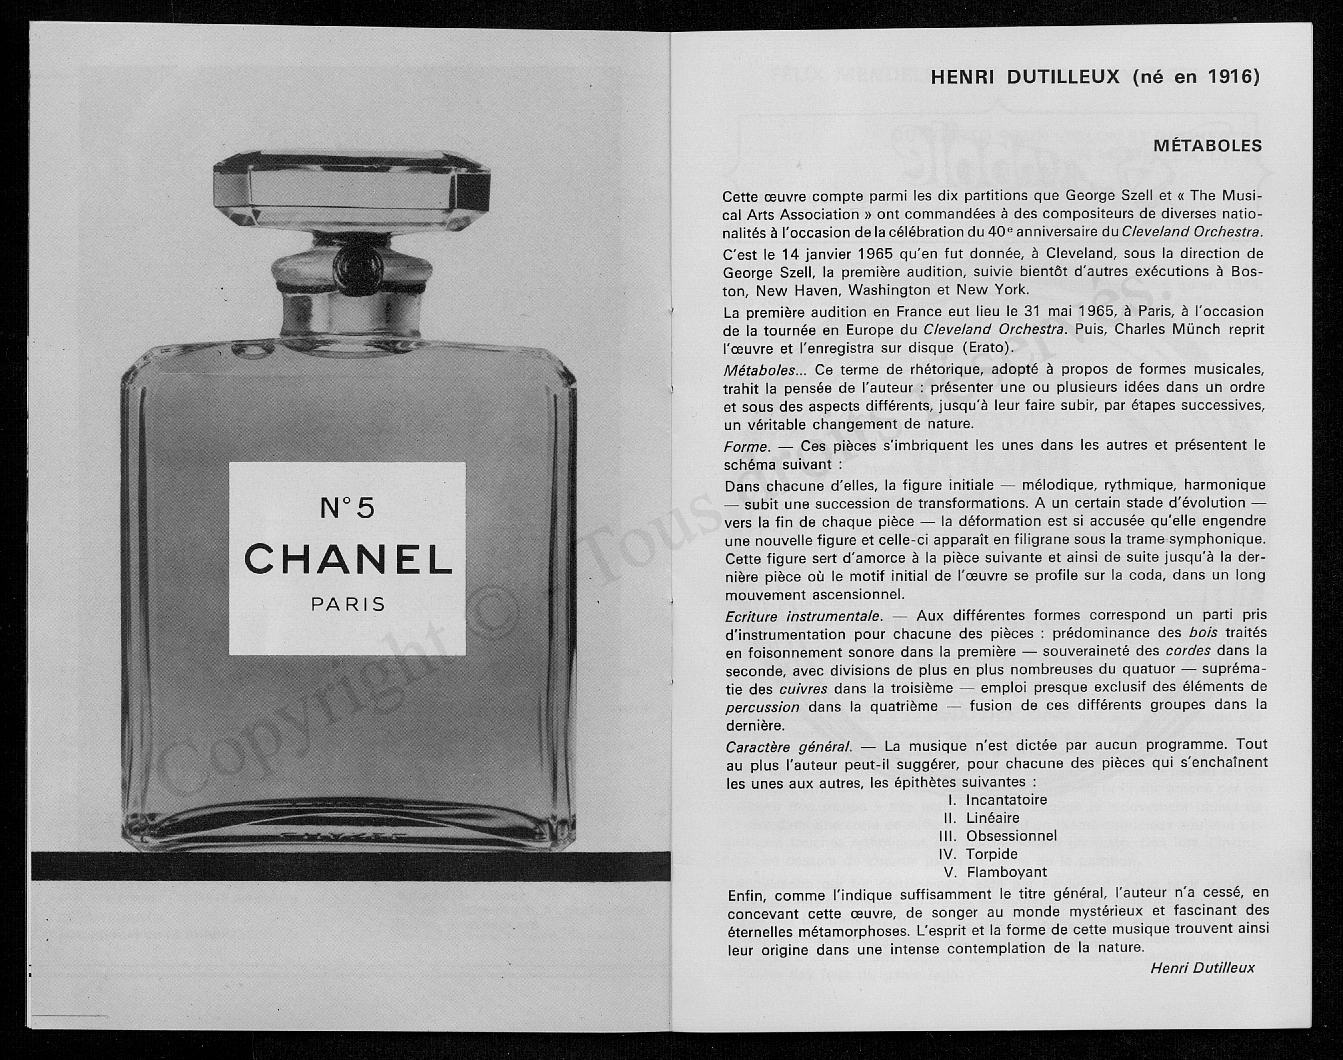 N° 5
CHANEL
PARIS
HENRI DUTILLEUX (né en 1916)
MÉTABOLES
Cette œuvre compte parmi les dix partitions que George Szell et « The Musi-
cal Arts Association » ont commandées à des compositeurs de diverses natio-
nalités à l'occasion de la célébration du 40e anniversaire du Cleveland Orchestra.
C'est le 14 janvier 1965 qu'en fut donnée, à Cleveland, sous la direction de
George Szell, la première audition, suivie bientôt d'autres exécutions à Bos-
ton, New Haven, Washington et New York.
La première audition en France eut lieu le 31 mai 1965, à Paris, à l'occasion
de la tournée en Europe du Cleveland Orchestra. Puis, Charles Münch reprit
l'œuvre et l'enregistra sur disque (Erato).
Métaboles... Ce terme de rhétorique, adopté à propos de formes musicales,
trahit la pensée de l'auteur : présenter une ou plusieurs idées dans un ordre
et sous des aspects différents, jusqu'à leur faire subir, par étapes successives,
un véritable changement de nature.
Forme. — Ces pièces s'imbriquent les unes dans les autres et présentent le
schéma suivant :
Dans chacune d'elles, la figure initiale — mélodique, rythmique, harmonique
— subit une succession de transformations. A un certain stade d'évolution —
vers la fin de chaque pièce — la déformation est si accusée qu'elle engendre
une nouvelle figure et celle-ci apparaît en filigrane sous la trame symphonique.
Cette figure sert d'amorce à la pièce suivante et ainsi de suite jusqu'à la der-
nière pièce où le motif initial de l'œuvre se profile sur la coda, dans un long
mouvement ascensionnel.
Ecriture instrumentale. — Aux différentes formes correspond un parti pris
d'instrumentation pour chacune des pièces : prédominance des bois traités
en foisonnement sonore dans la première — souveraineté des cordes dans la
seconde, avec divisions de plus en plus nombreuses du quatuor — supréma-
tie des cuivres dans la troisième — emploi presque exclusif des éléments de
percussion dans la quatrième — fusion de ces différents groupes dans la
dernière.
Caractère général. — La musique n'est dictée par aucun programme. Tout
au plus l'auteur peut-il suggérer, pour chacune des pièces qui s'enchaînent
les unes aux autres, les épithètes suivantes :
I. Incantatoire
II. Linéaire
III. Obsessionnel
IV. Torpide
V. Flamboyant
Enfin, comme l'indique suffisamment le titre général, l'auteur n'a cessé, en
concevant cette œuvre, de songer au monde mystérieux et fascinant des
éternelles métamorphoses. L'esprit et la forme de cette musique trouvent ainsi
leur origine dans une intense contemplation de la nature.
Henri Dutilleux
Copyright © Tous droits réservés.